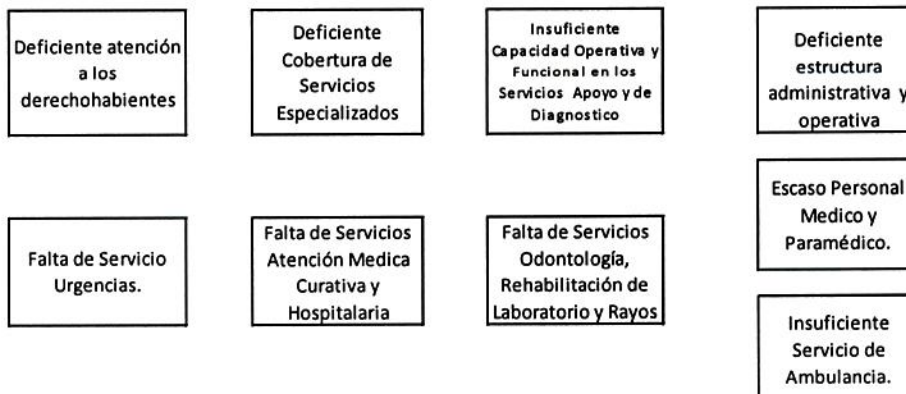 Deficiente atención
a los
derechohabientes
Deficiente
Cobertura de
Servicios
Especializados
Insuficiente
Capacidad Operativa y
Funcional en los
Servicios Apoyo y de
Diagnostico
Deficiente
estructura
administrativa y
operativa
Falta de Servicio
Urgencias.
Falta de Servicios
Atención Medica
Curativa y
Hospitalaria
Falta de Servicios
Odontología,
Rehabilitación de
Laboratorio y Rayos
Escaso Personal
Medico y
Paramédico.
Insuficiente
Servicio de
Ambulancia.